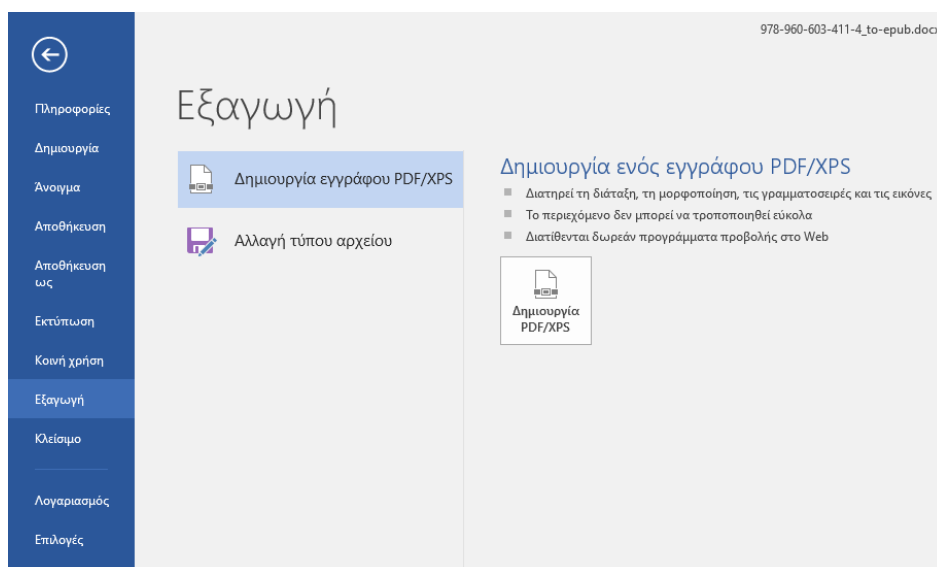 978-960-603-411-4_to-epub.docx
Πληροφορίες
Δημιουργία
Άνοιγμα
Αποθήκευση
Αποθήκευση
ως
Εκτύπωση
Κοινή χρήση
Εξαγωγή
Κλείσιμο
Λογαριασμός
Επιλογές
Εξαγωγή
Δημιουργία εγγράφου PDF/XPS
Αλλαγή τύπου αρχείου
Δημιουργία ενός εγγράφου PDF/XPS
Διατηρεί τη διάταξη, τη μορφοποίηση, τις γραμματοσειρές και τις εικόνες
Το περιεχόμενο δεν μπορεί να τροποποιηθεί εύκολα
Διατίθενται δωρεάν προγράμματα προβολής στο Web
Δημιουργία
PDF/XPS